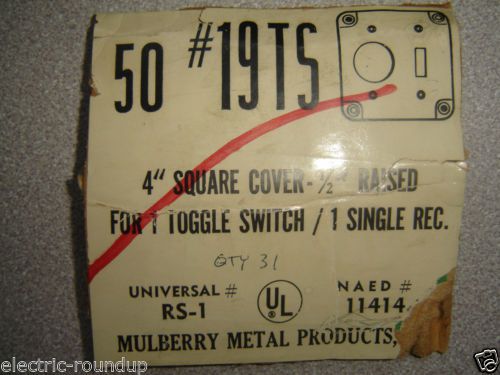 50 #19TS
4" SQUARE COVER-½" RAISED
FOR 1 TOGGLE SWITCH / 1 SINGLE REC.
QTY 31
UNIVERSAL # UL NAED #
RS-1 11414
MULBERRY METAL PRODUCTS,
electric-roundup